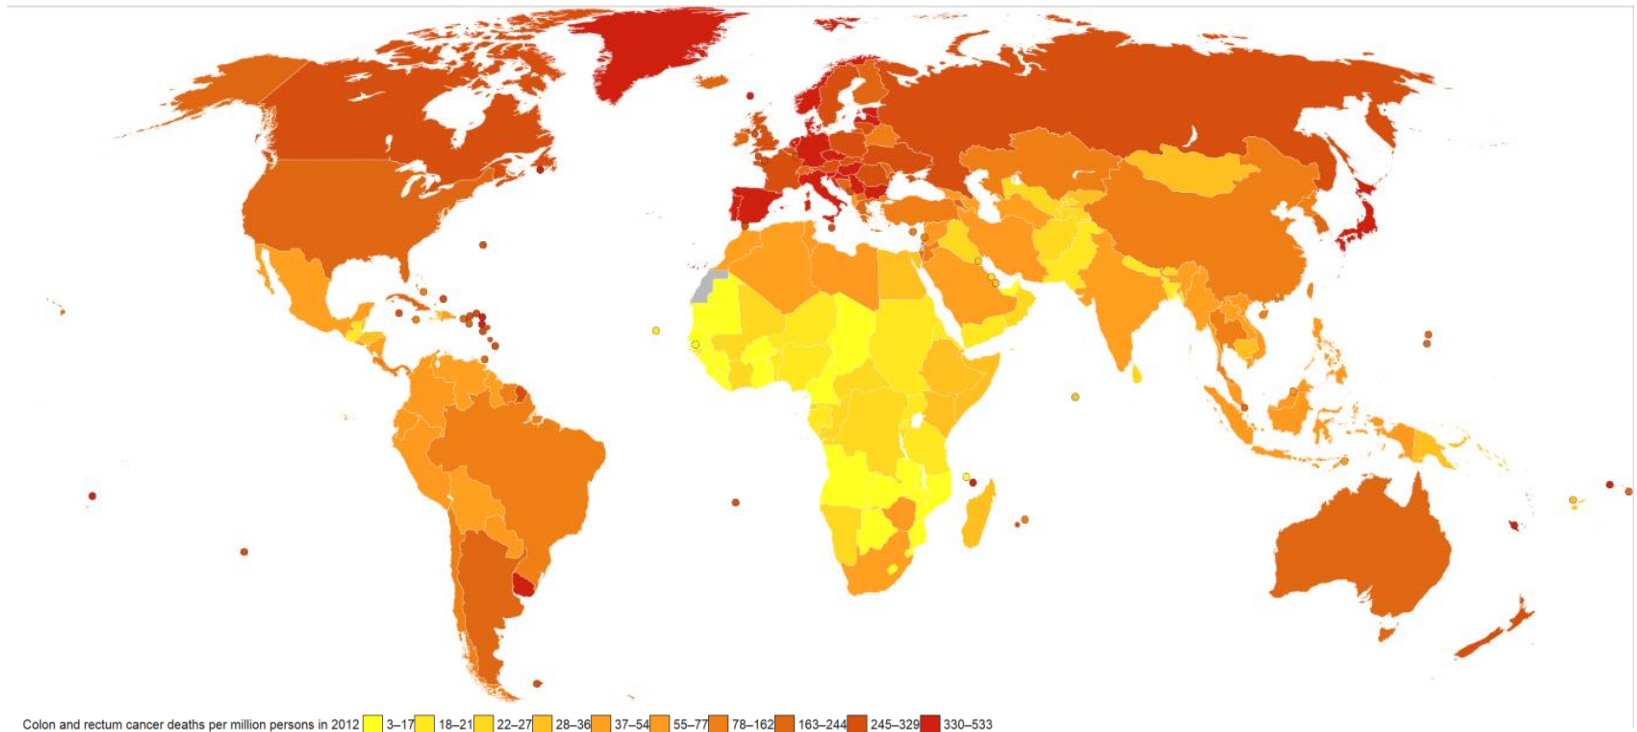 Colon and rectum cancer deaths per million persons in 2012 3–17 18–21 22–27 28–36 37–54 55–77 78–162 163–244 245–329 330–533